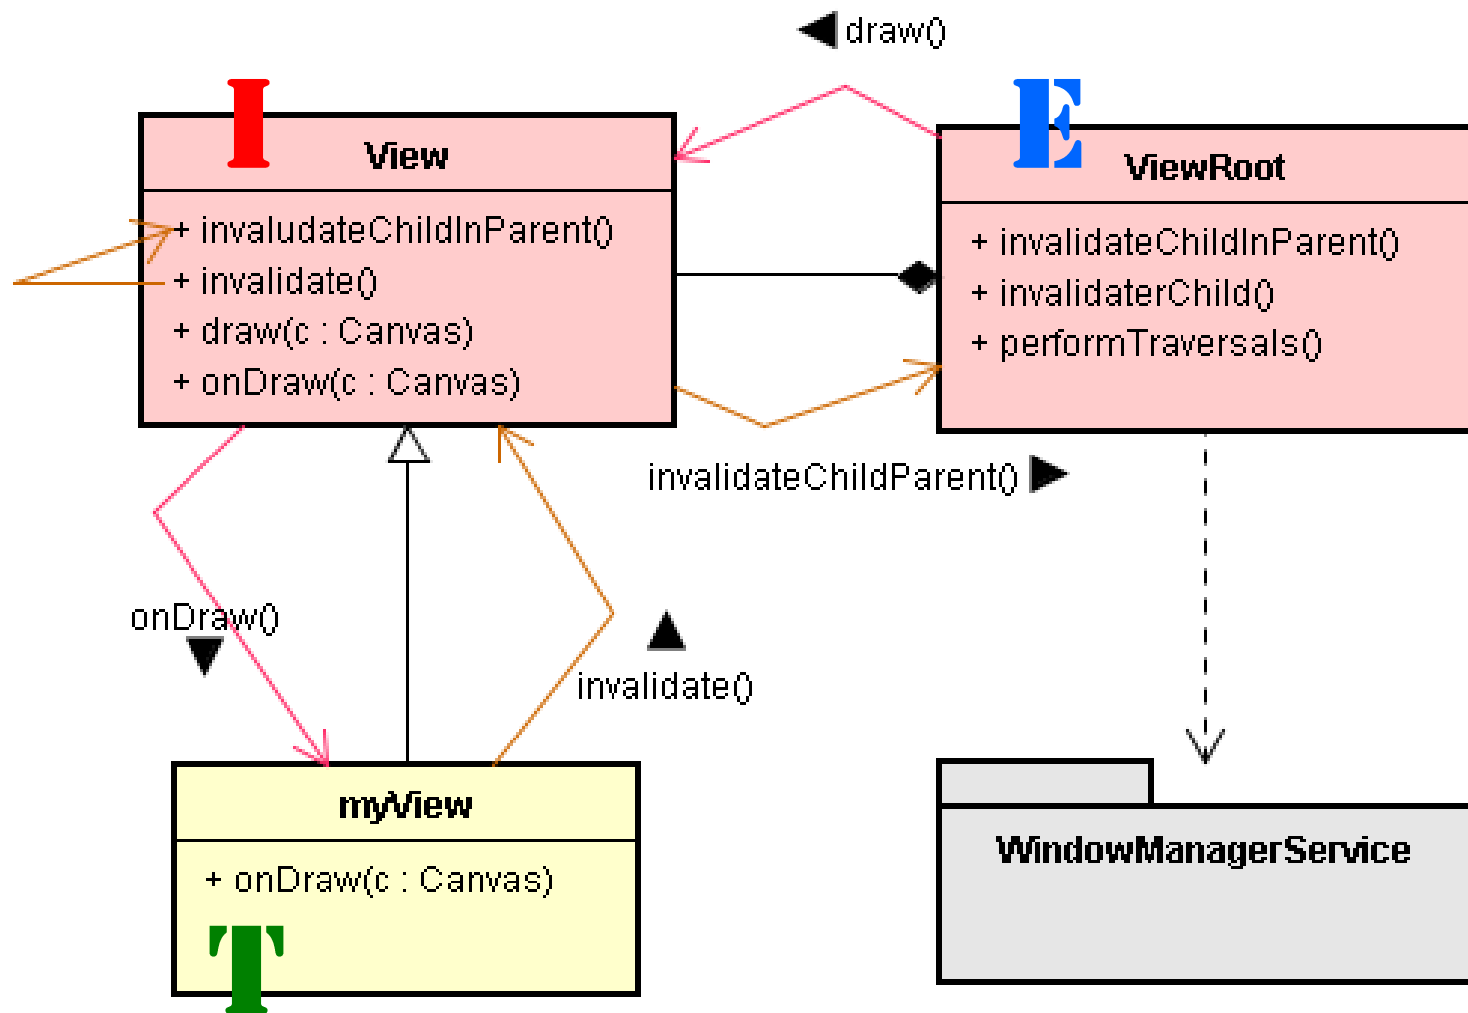 draw()
I
View
+ invaludateChildInParent()
+ invalidate()
+ draw(c : Canvas)
+ onDraw(c : Canvas)
E
ViewRoot
+ invalidateChildInParent()
+ invalidaterChild()
+ performTraversals()
invalidateChildParent()
onDraw()
invalidate()
myView
+ onDraw(c : Canvas)
T
WindowManagerService